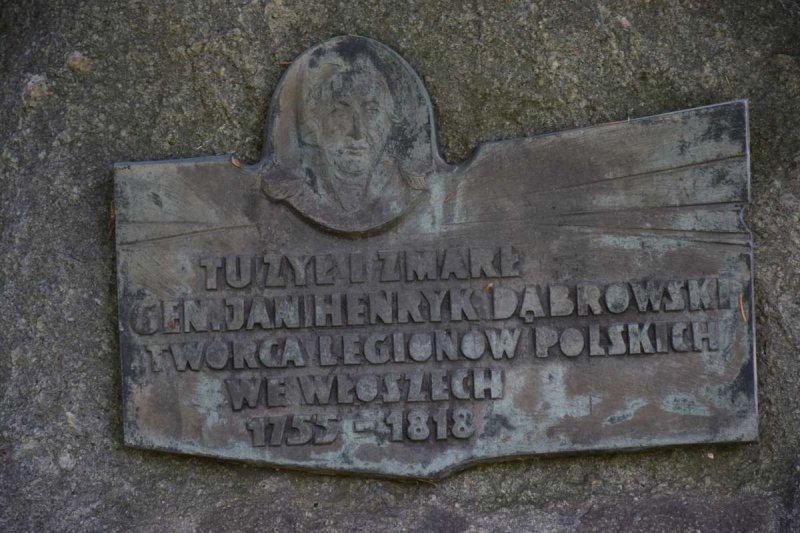 TU ŻYŁ I ZMARŁ
GEN. JAN HENRYK DĄBROWSKI
TWÓRCA LEGIONÓW POLSKICH
WE WŁOSZECH
1755 - 1818